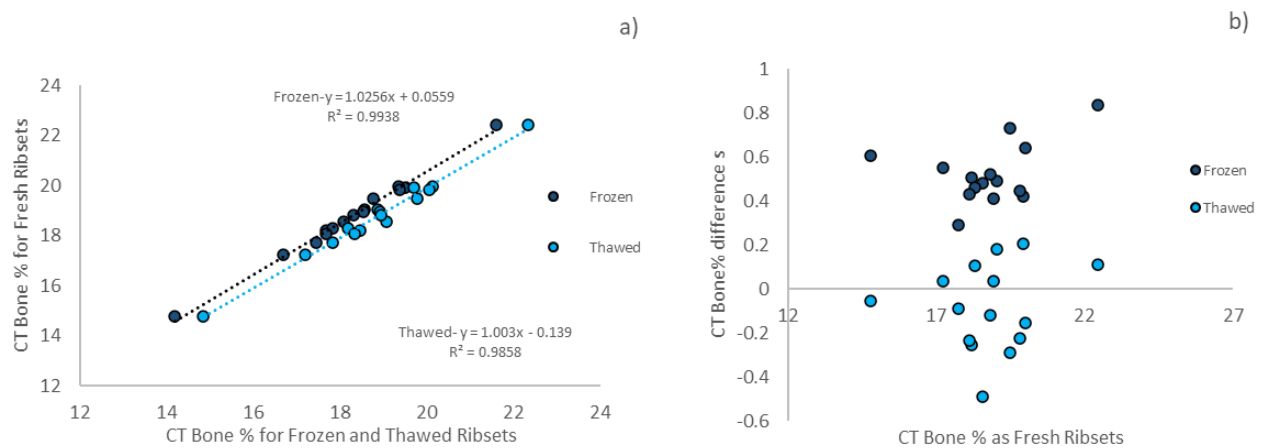 a)
24
22
20
18
16
14
12
CT Bone % for Fresh Ribsets
Frozen-y = 1.0256x + 0.0559
R² = 0.9938
Frozen
Thawed
Thawed- y = 1.003x - 0.139
R² = 0.9858
12 14 16 18 20 22 24
CT Bone % for Frozen and Thawed Ribsets
b)
1
0.8
0.6
0.4
0.2
0
-0.2
-0.4
-0.6
CT Bone% difference s
12 17 22 27
Frozen
Thawed
CT Bone % as Fresh Ribsets